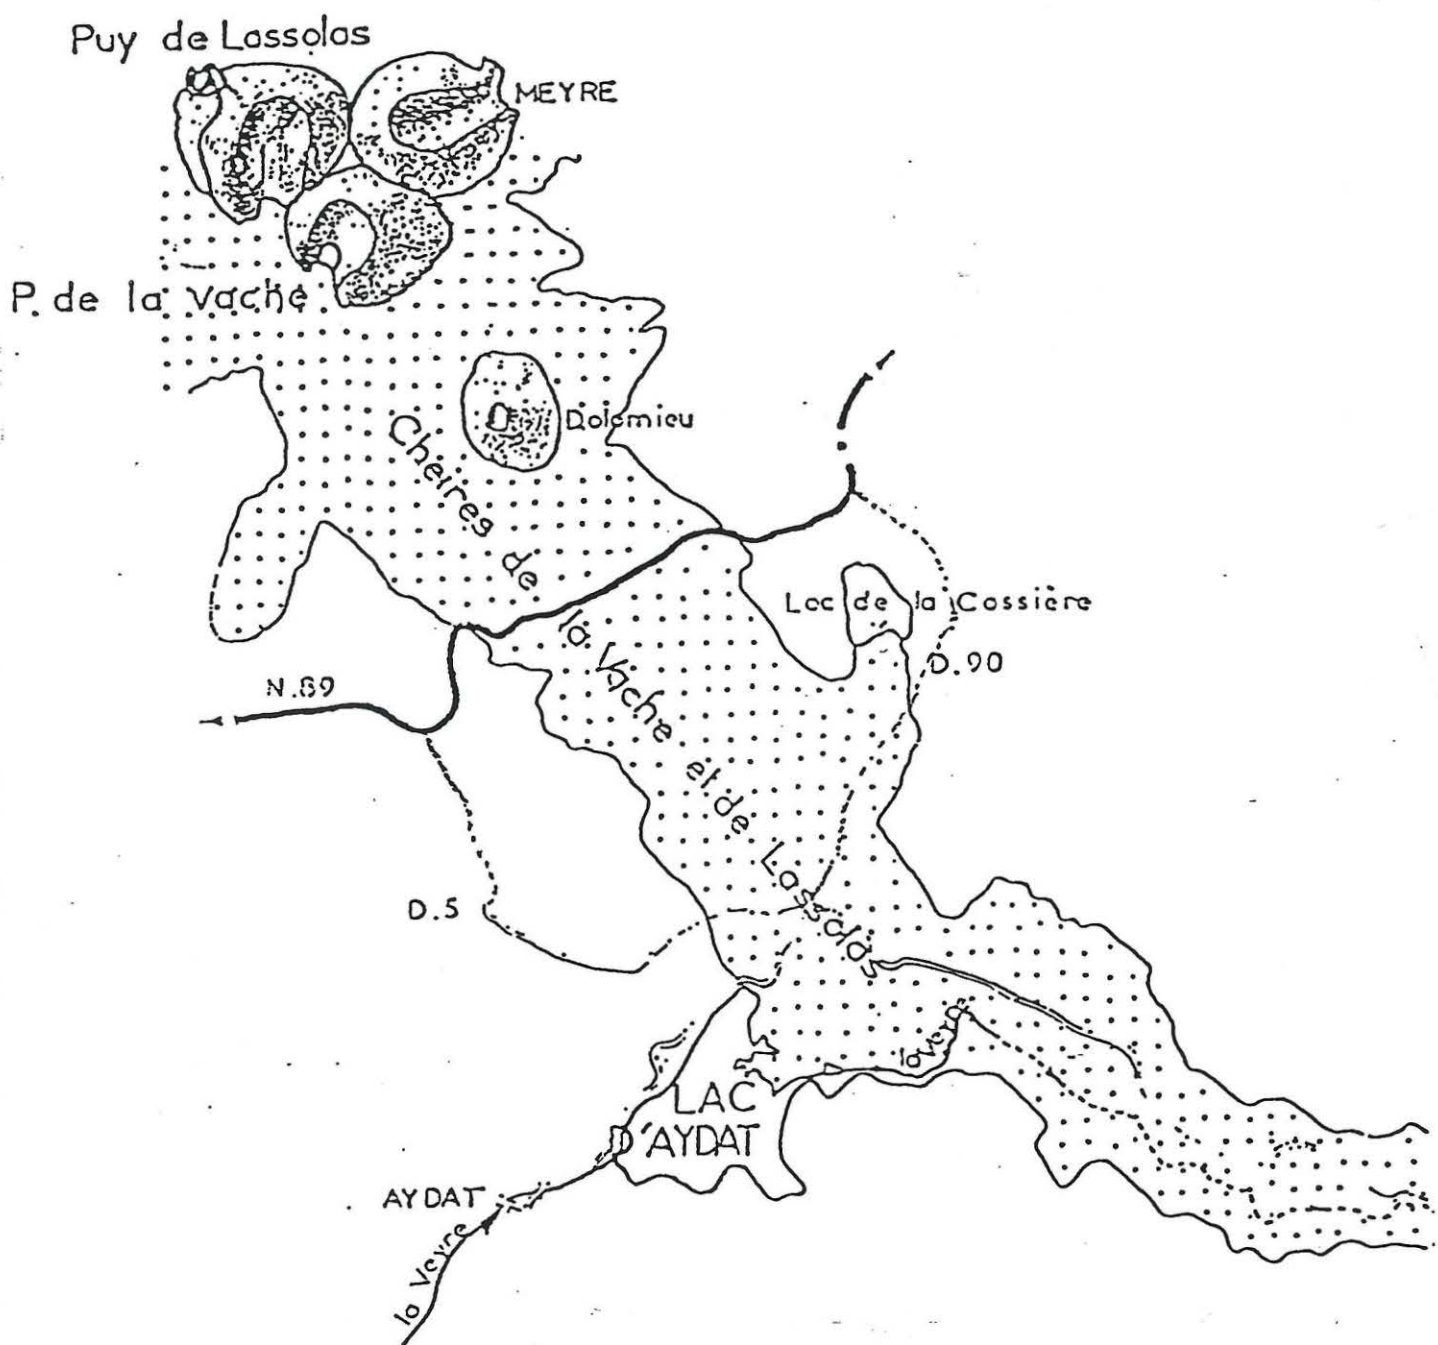 Puy de Lassolas
MEYRE
P. de la Vache
Dolomieu
Cheires de la Vache et de Lassolas
Lac de la Cassière
D.90
N.89
D.5
la Veyre
LAC
D'AYDAT
AYDAT
la Veyre